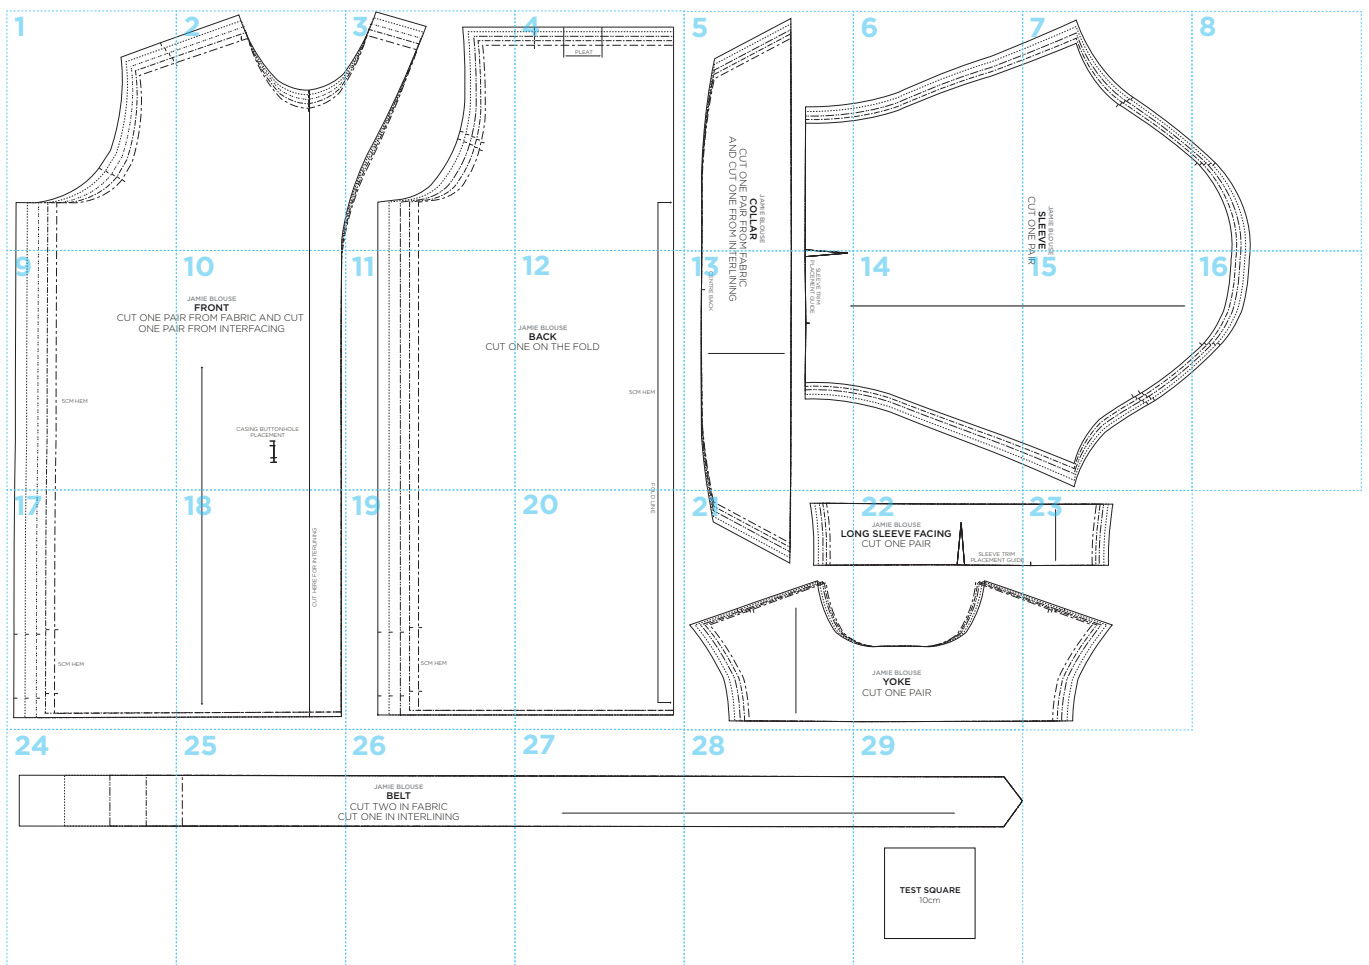 1
2
3
4
5
6
7
8
PLEAT
JAMIE BLOUSE
COLLAR
CUT ONE PAIR FROM FABRIC
AND CUT ONE FROM INTERLINING
CENTRE BACK
JAMIE BLOUSE
SLEEVE
CUT ONE PAIR
SLEEVE TRIM
PLACEMENT GUIDE
9
10
11
12
13
14
15
16
JAMIE BLOUSE
FRONT
CUT ONE PAIR FROM FABRIC AND CUT
ONE PAIR FROM INTERFACING
JAMIE BLOUSE
BACK
CUT ONE ON THE FOLD
5CM HEM
5CM HEM
CASING BUTTONHOLE
PLACEMENT
17
18
19
20
21
22
23
FOLD LINE
CUT HERE FOR INTERLINING
JAMIE BLOUSE
LONG SLEEVE FACING
CUT ONE PAIR
SLEEVE TRIM
PLACEMENT GUIDE
5CM HEM
5CM HEM
JAMIE BLOUSE
YOKE
CUT ONE PAIR
24
25
26
27
28
29
JAMIE BLOUSE
BELT
CUT TWO IN FABRIC
CUT ONE IN INTERLINING
TEST SQUARE
10cm